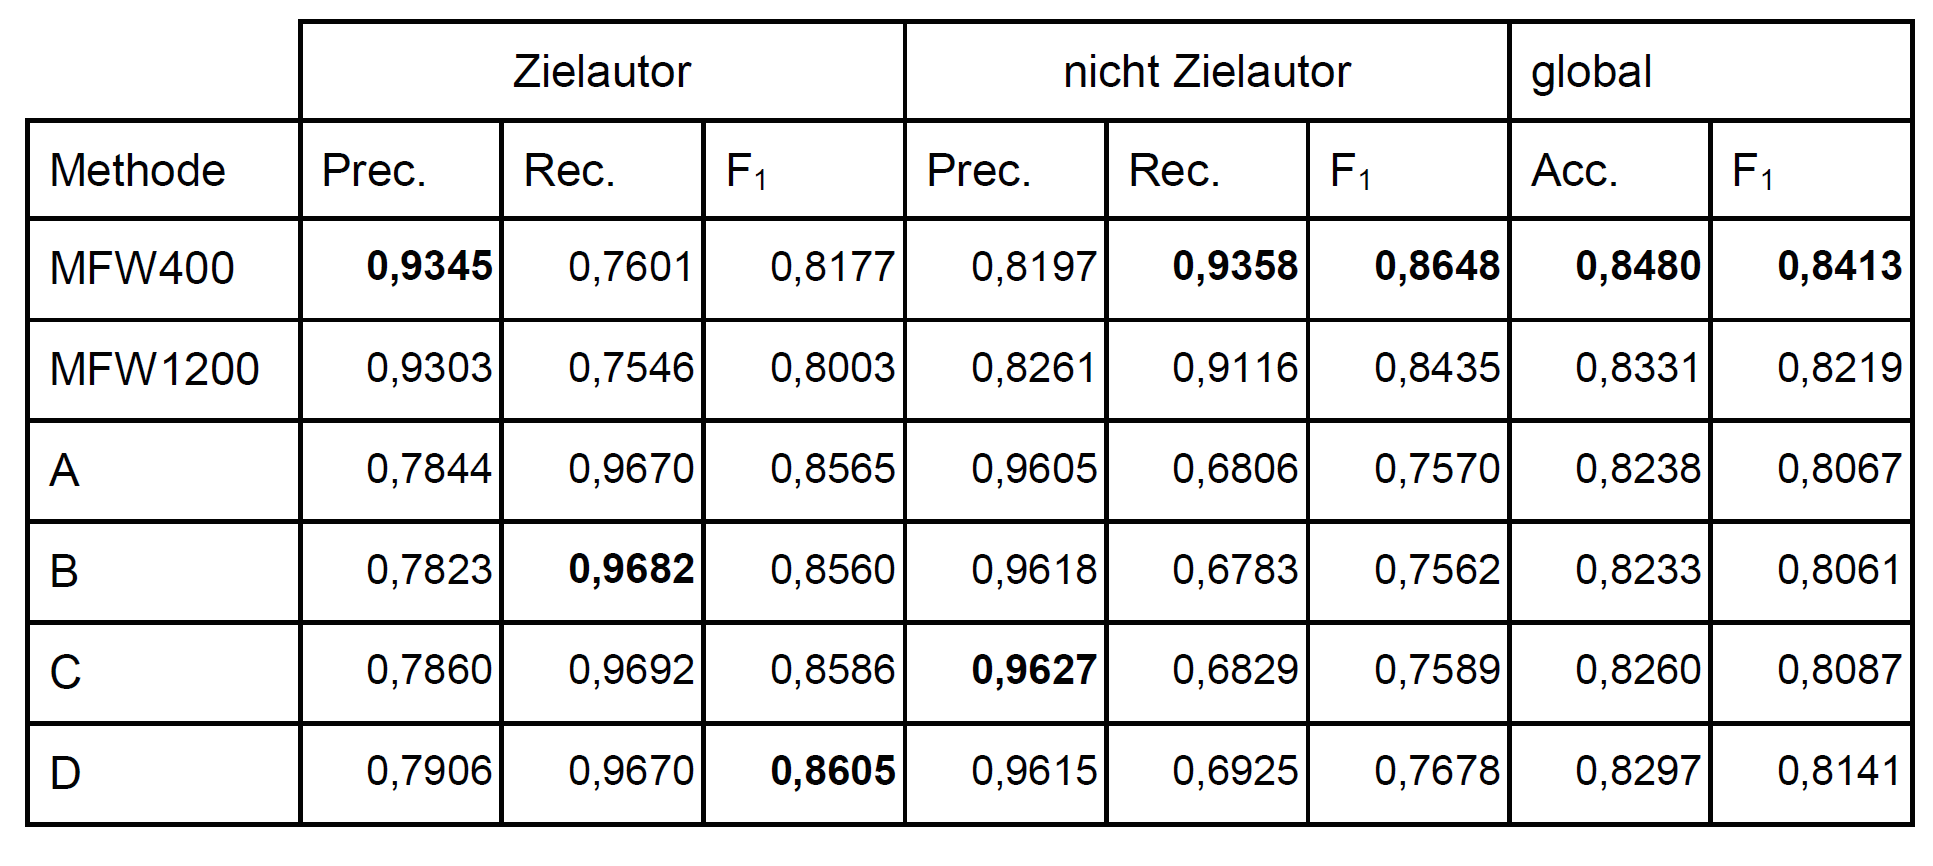 Zielautor nicht Zielautor global
Methode Prec. Rec. F₁ Prec. Rec. F₁ Acc. F₁
MFW400 0,9345 0,7601 0,8177 0,8197 0,9358 0,8648 0,8480 0,8413
MFW1200 0,9303 0,7546 0,8003 0,8261 0,9116 0,8435 0,8331 0,8219
A 0,7844 0,9670 0,8565 0,9605 0,6806 0,7570 0,8238 0,8067
B 0,7823 0,9682 0,8560 0,9618 0,6783 0,7562 0,8233 0,8061
C 0,7860 0,9692 0,8586 0,9627 0,6829 0,7589 0,8260 0,8087
D 0,7906 0,9670 0,8605 0,9615 0,6925 0,7678 0,8297 0,8141